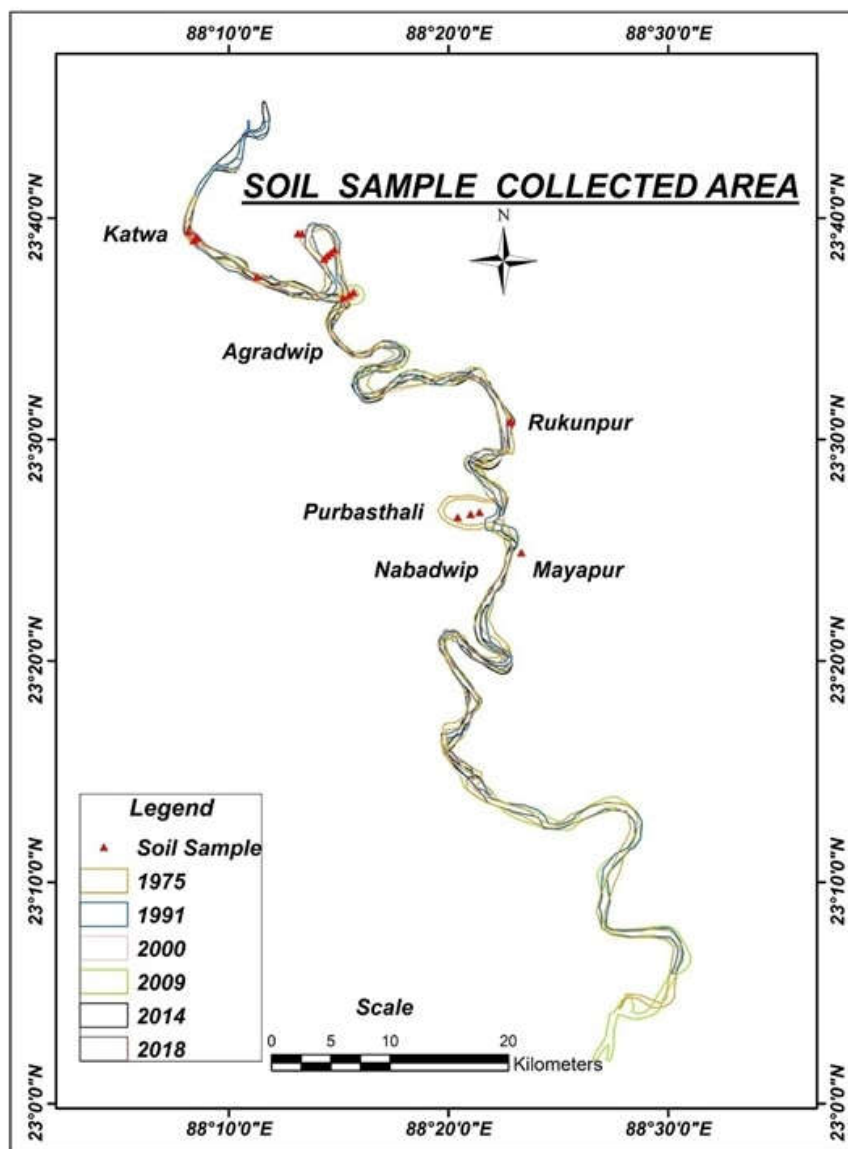 88°10'0"E 88°20'0"E 88°30'0"E
SOIL SAMPLE COLLECTED AREA
23°40'0"N 23°40'0"N
N
Katwa
Agradwip
Rukunpur
23°30'0"N 23°30'0"N
Purbasthali
Nabadwip Mayapur
23°20'0"N 23°20'0"N
Legend
Soil Sample
1975
1991
2000
2009
2014
2018
23°10'0"N 23°10'0"N
Scale
0 5 10 20
Kilometers
23°0'0"N 23°0'0"N
88°10'0"E 88°20'0"E 88°30'0"E